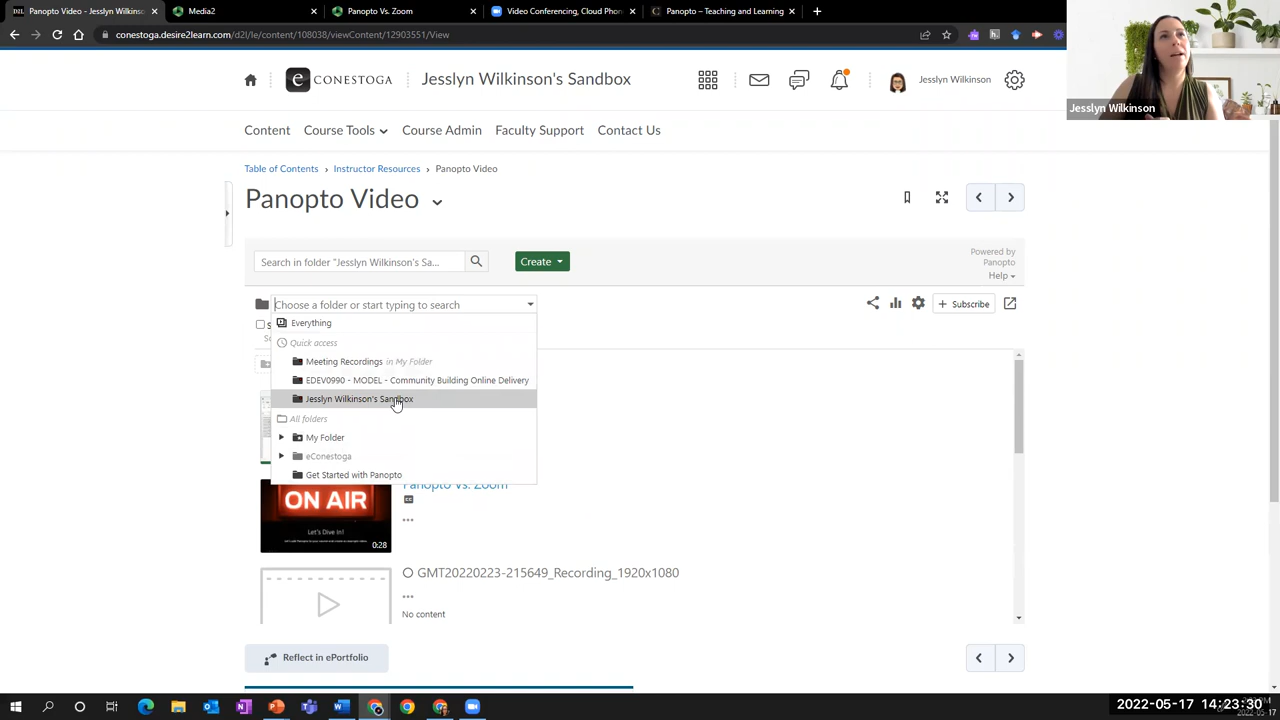 Panopto Video - Jesslyn Wilkinson
Media2
Panopto Vs. Zoom
Video Conferencing, Cloud Phon
Panopto – Teaching and Learning
conestoga.desire2learn.com/d2l/le/content/108038/viewContent/12903551/View
Jesslyn Wilkinson
CONESTOGA
Jesslyn Wilkinson's Sandbox
Jesslyn Wilkinson
Content
Course Tools
Course Admin
Faculty Support
Contact Us
Table of Contents › Instructor Resources › Panopto Video
Panopto Video
Search in folder "Jesslyn Wilkinson's Sa...
Create
Powered by
Panopto
Help
Choose a folder or start typing to search
+ Subscribe
Everything
Quick access
Meeting Recordings in My Folder
EDEV0990 - MODEL - Community Building Online Delivery
Jesslyn Wilkinson's Sandbox
All folders
My Folder
eConestoga
Get Started with Panopto
Panopto Vs. Zoom
ON AIR
Let's Dive In!
0:28
GMT20220223-215649_Recording_1920x1080
No content
Reflect in ePortfolio
2022-05-17 14:23:30